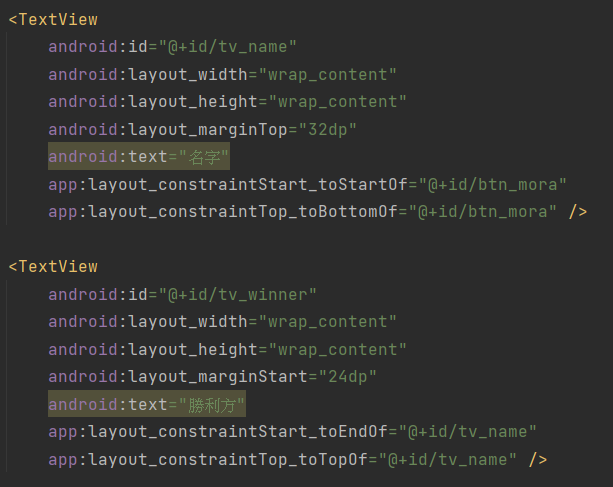 <TextView
android:id="@+id/tv_name"
android:layout_width="wrap_content"
android:layout_height="wrap_content"
android:layout_marginTop="32dp"
android:text="名字"
app:layout_constraintStart_toStartOf="@+id/btn_mora"
app:layout_constraintTop_toBottomOf="@+id/btn_mora" />
<TextView
android:id="@+id/tv_winner"
android:layout_width="wrap_content"
android:layout_height="wrap_content"
android:layout_marginStart="24dp"
android:text="勝利方"
app:layout_constraintStart_toEndOf="@+id/tv_name"
app:layout_constraintTop_toTopOf="@+id/tv_name" />